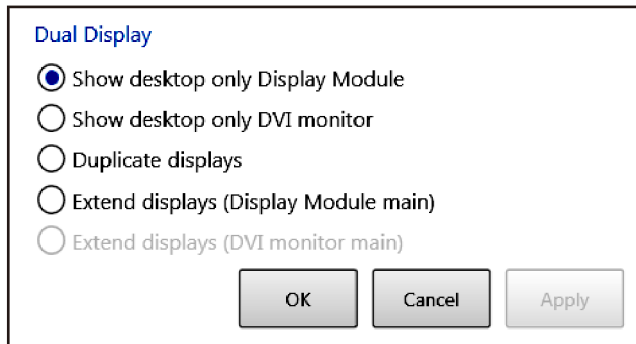 Dual Display
Show desktop only Display Module
Show desktop only DVI monitor
Duplicate displays
Extend displays (Display Module main)
Extend displays (DVI monitor main)
OK Cancel Apply